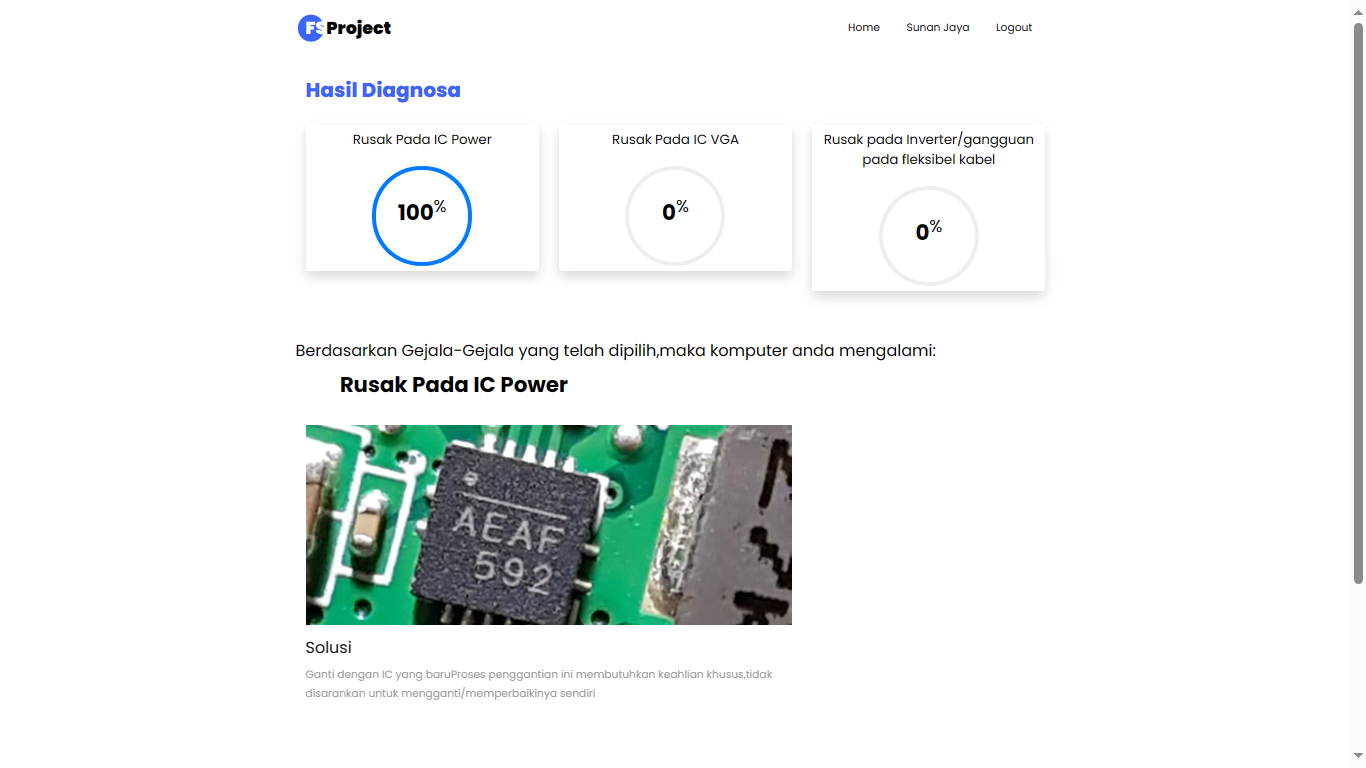 FS Project
Home
Sunan Jaya
Logout
Hasil Diagnosa
Rusak Pada IC Power
100%
Rusak Pada IC VGA
0%
Rusak pada Inverter/gangguan
pada fleksibel kabel
0%
Berdasarkan Gejala-Gejala yang telah dipilih,maka komputer anda mengalami:
Rusak Pada IC Power
AEAF
592
Solusi
Ganti dengan IC yang baruProses penggantian ini membutuhkan keahlian khusus,tidak
disarankan untuk mengganti/memperbaikinya sendiri